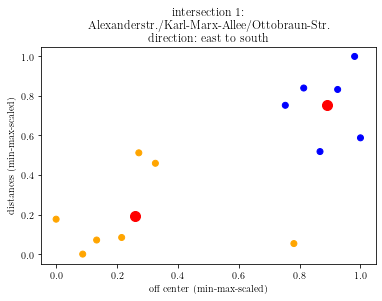 intersection 1:
Alexanderstr./Karl-Marx-Allee/Ottobraun-Str.
direction: east to south
distances (min-max-scaled)
1.0
0.8
0.6
0.4
0.2
0.0
0.0 0.2 0.4 0.6 0.8 1.0
off center (min-max-scaled)